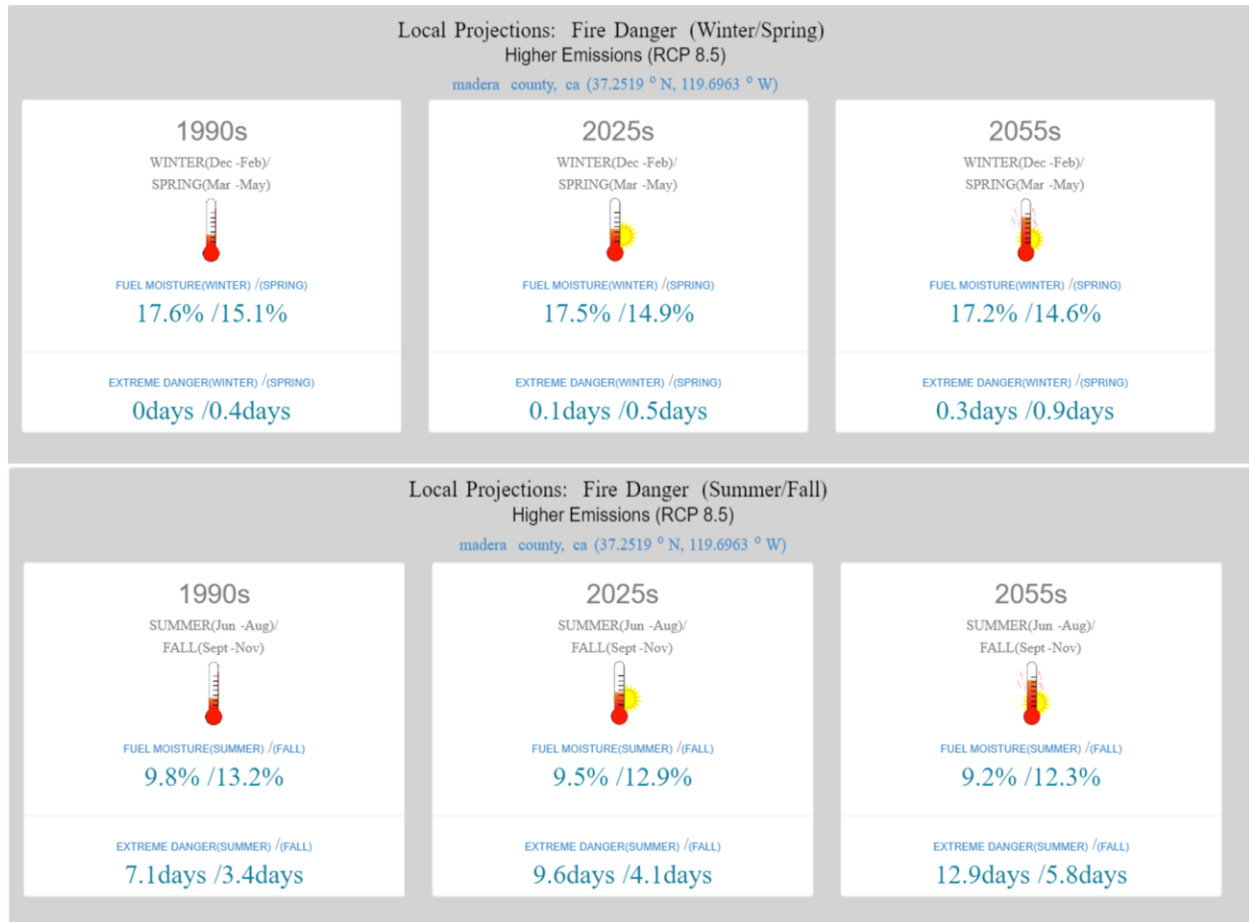 Local Projections: Fire Danger (Winter/Spring)
Higher Emissions (RCP 8.5)
madera county, ca (37.2519 ° N, 119.6963 ° W)
1990s
WINTER(Dec -Feb)/
SPRING(Mar -May)
FUEL MOISTURE(WINTER) /(SPRING)
17.6% /15.1%
EXTREME DANGER(WINTER) /(SPRING)
0days /0.4days
2025s
WINTER(Dec -Feb)/
SPRING(Mar -May)
FUEL MOISTURE(WINTER) /(SPRING)
17.5% /14.9%
EXTREME DANGER(WINTER) /(SPRING)
0.1days /0.5days
2055s
WINTER(Dec -Feb)/
SPRING(Mar -May)
FUEL MOISTURE(WINTER) /(SPRING)
17.2% /14.6%
EXTREME DANGER(WINTER) /(SPRING)
0.3days /0.9days
Local Projections: Fire Danger (Summer/Fall)
Higher Emissions (RCP 8.5)
madera county, ca (37.2519 ° N, 119.6963 ° W)
1990s
SUMMER(Jun -Aug)/
FALL(Sept -Nov)
FUEL MOISTURE(SUMMER) /(FALL)
9.8% /13.2%
EXTREME DANGER(SUMMER) /(FALL)
7.1days /3.4days
2025s
SUMMER(Jun -Aug)/
FALL(Sept -Nov)
FUEL MOISTURE(SUMMER) /(FALL)
9.5% /12.9%
EXTREME DANGER(SUMMER) /(FALL)
9.6days /4.1days
2055s
SUMMER(Jun -Aug)/
FALL(Sept -Nov)
FUEL MOISTURE(SUMMER) /(FALL)
9.2% /12.3%
EXTREME DANGER(SUMMER) /(FALL)
12.9days /5.8days